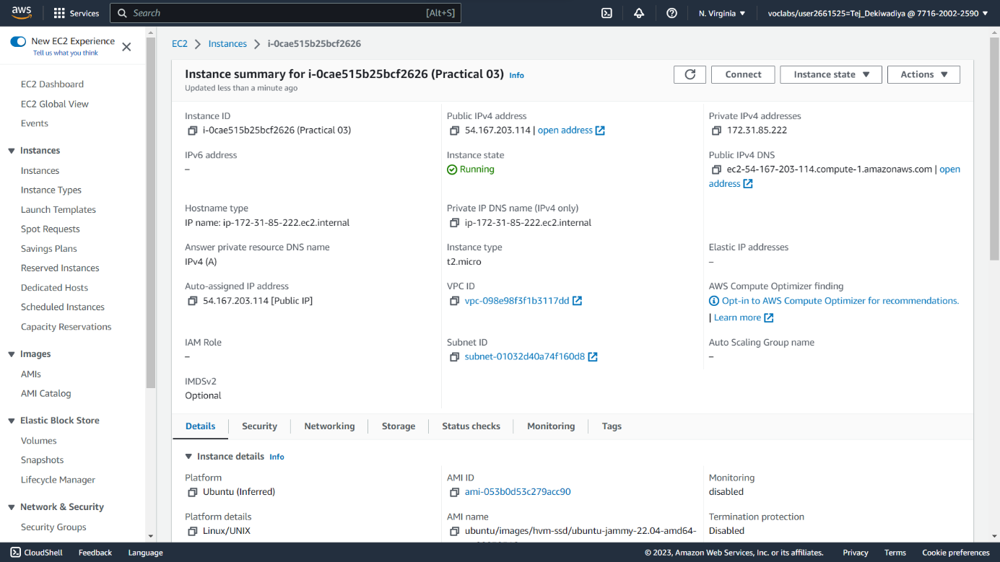 aws
Services
Search
[Alt+S]
N. Virginia
voclabs/user2661525=Tej_Dekiwadiya @ 7716-2002-2590
New EC2 Experience
Tell us what you think
EC2 Dashboard
EC2 Global View
Events
Instances
Instances
Instance Types
Launch Templates
Spot Requests
Savings Plans
Reserved Instances
Dedicated Hosts
Scheduled Instances
Capacity Reservations
Images
AMIs
AMI Catalog
Elastic Block Store
Volumes
Snapshots
Lifecycle Manager
Network & Security
Security Groups
EC2
Instances
i-0cae515b25bcf2626
Instance summary for i-0cae515b25bcf2626 (Practical 03) Info
Updated less than a minute ago
Connect
Instance state
Actions
Instance ID
i-0cae515b25bcf2626 (Practical 03)
Public IPv4 address
54.167.203.114 | open address
Private IPv4 addresses
172.31.85.222
IPv6 address
–
Instance state
Running
Public IPv4 DNS
ec2-54-167-203-114.compute-1.amazonaws.com | open
address
Hostname type
IP name: ip-172-31-85-222.ec2.internal
Private IP DNS name (IPv4 only)
ip-172-31-85-222.ec2.internal
Answer private resource DNS name
IPv4 (A)
Instance type
t2.micro
Elastic IP addresses
–
Auto-assigned IP address
54.167.203.114 [Public IP]
VPC ID
vpc-098e98f3f1b3117dd
AWS Compute Optimizer finding
Opt-in to AWS Compute Optimizer for recommendations.
| Learn more
IAM Role
–
Subnet ID
subnet-01032d40a74f160d8
Auto Scaling Group name
–
IMDSv2
Optional
Details
Security
Networking
Storage
Status checks
Monitoring
Tags
Instance details Info
Platform
Ubuntu (Inferred)
AMI ID
ami-053b0d53c279acc90
Monitoring
disabled
Platform details
Linux/UNIX
AMI name
ubuntu/images/hvm-ssd/ubuntu-jammy-22.04-amd64-
Termination protection
Disabled
CloudShell
Feedback
Language
© 2023, Amazon Web Services, Inc. or its affiliates.
Privacy
Terms
Cookie preferences